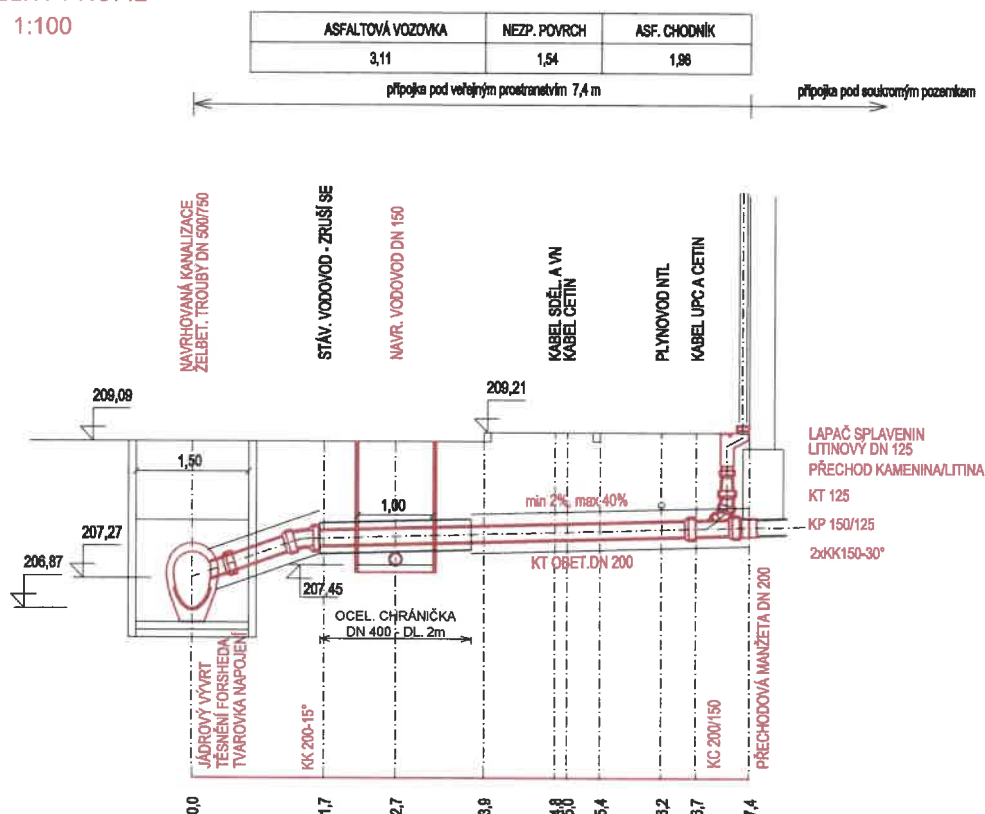 1:100
ASFALTOVÁ VOZOVKA NEZP. POVRCH ASF. CHODNÍK
3,11 1,54 1,96
přípojka pod veřejným prostranstvím 7,4 m
přípojka pod soukromým pozemkem
NAVRHOVANÁ KANALIZACE
ŽELBET. TROUBY DN 500/750
STÁV. VODOVOD - ZRUŠÍ SE
NAVR. VODOVOD DN 150
KABEL SDĚL. A VN
KABEL CETIN
PLYNOVOD NTL
KABEL UPC A CETIN
209,09
209,21
1,50
1,00
min 2%, max 40%
LAPAČ SPLAVENIN
LITINOVÝ DN 125
PŘECHOD KAMENINA/LITINA
KT 125
KP 150/125
2xKK150-30°
207,27
206,87
207,45
KT OBET.DN 200
OCEL. CHRÁNIČKA
DN 400 - DL. 2m
JÁDROVÝ VÝVRT
TĚSNĚNÍ FORSHEDA
TVAROVKA NAPOJENÍ
KK 200-15°
KC 200/150
PŘECHODOVÁ MANŽETA DN 200
0,0
1,7
2,7
3,9
4,8
5,0
5,4
6,2
6,7
7,4